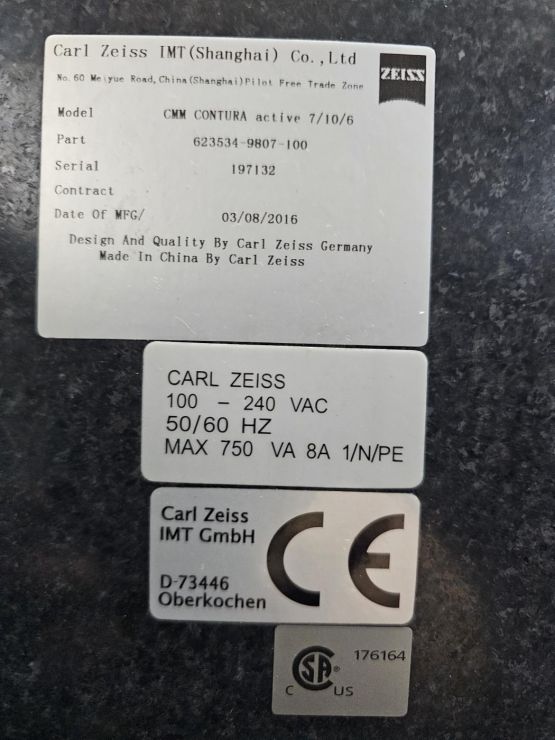 Carl Zeiss IMT(Shanghai) Co.,Ltd
No.60 Meiyue Road,China(Shanghai)Pilot Free Trade Zone
ZEISS
Model CMM CONTURA active 7/10/6
Part 623534-9807-100
Serial 197132
Contract
Date Of MFG/ 03/08/2016
Design And Quality By Carl Zeiss Germany
Made In China By Carl Zeiss
CARL ZEISS
100 - 240 VAC
50/60 HZ
MAX 750 VA 8A 1/N/PE
Carl Zeiss
IMT GmbH
D-73446
Oberkochen
CE
176164
CSA®
C US